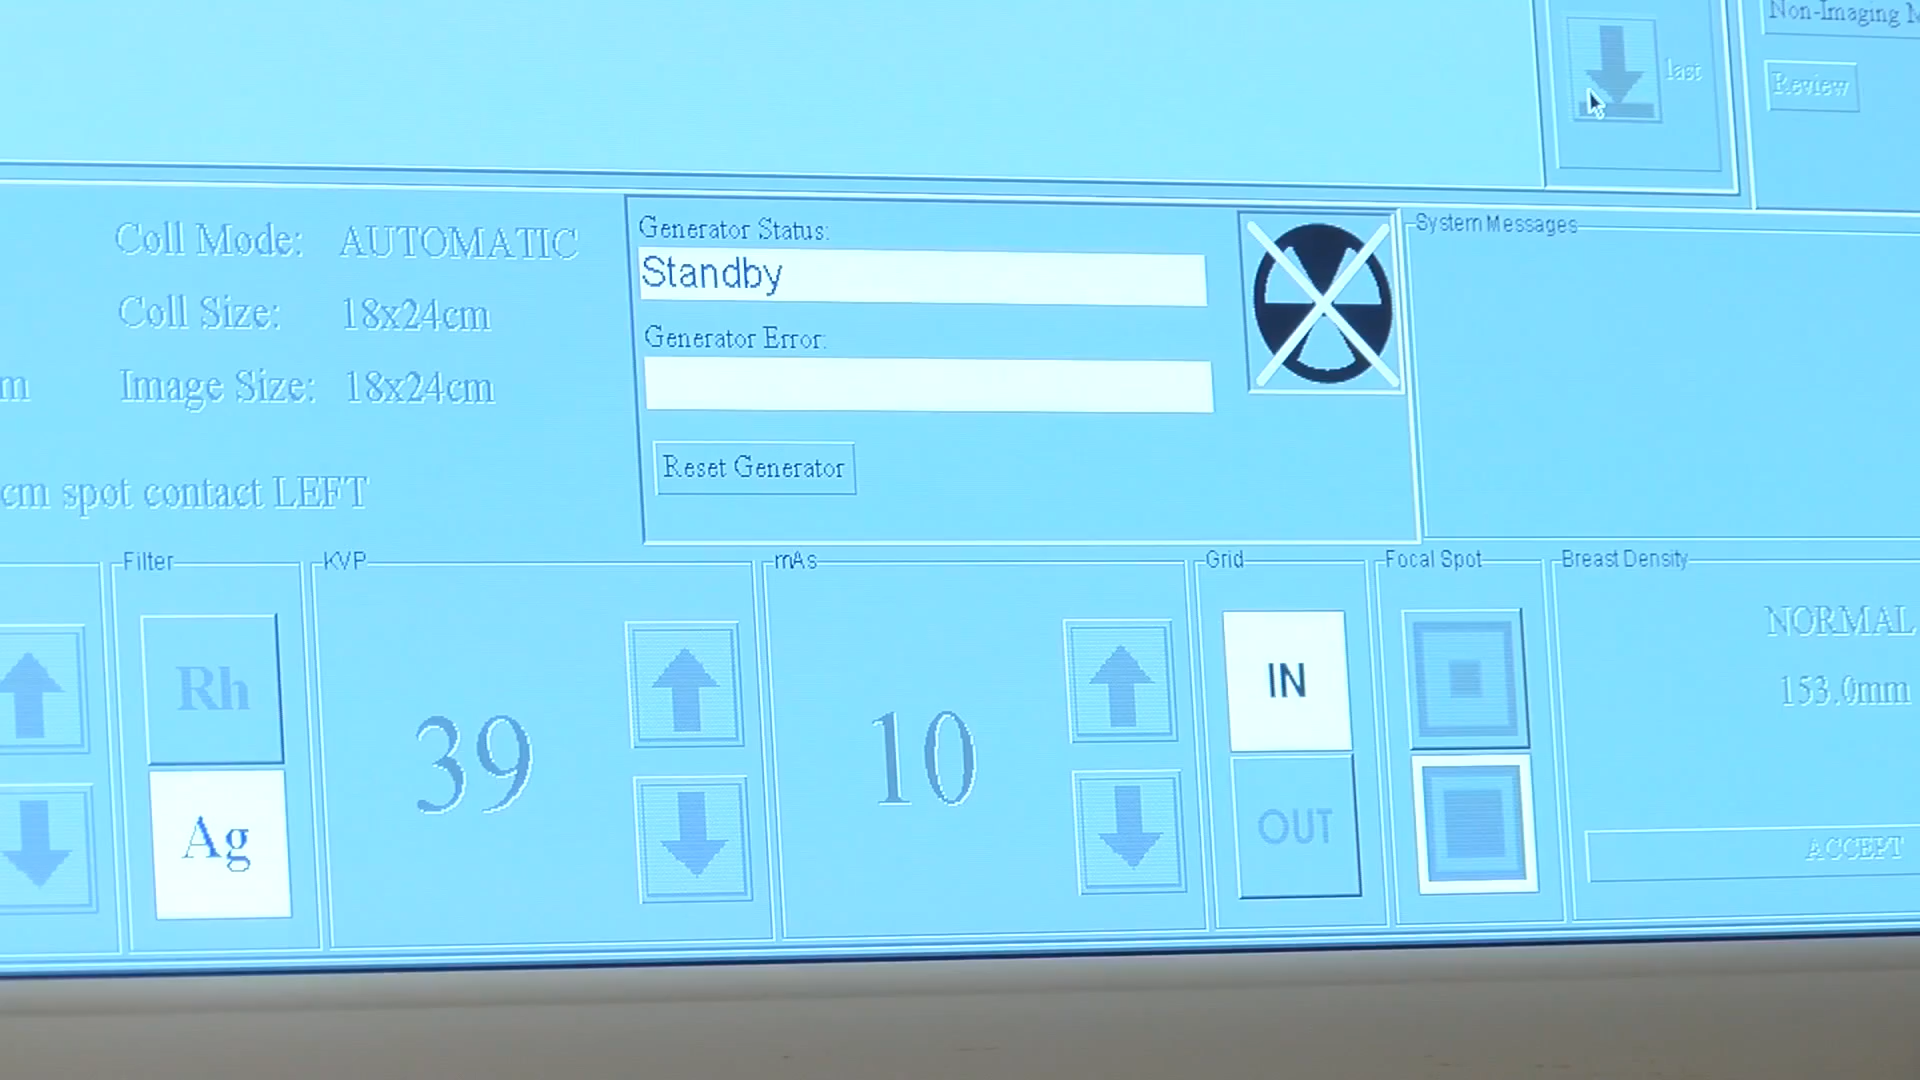 Non-Imaging
last
Review
Coll Mode: AUTOMATIC
Coll Size: 18x24cm
m Image Size: 18x24cm
cm spot contact LEFT
Generator Status:
Standby
Generator Error:
Reset Generator
System Messages
Filter
Rh
Ag
KVP
39
mAs
10
Grid
IN
OUT
Focal Spot
Breast Density
NORMAL
153.0mm
ACCEPT